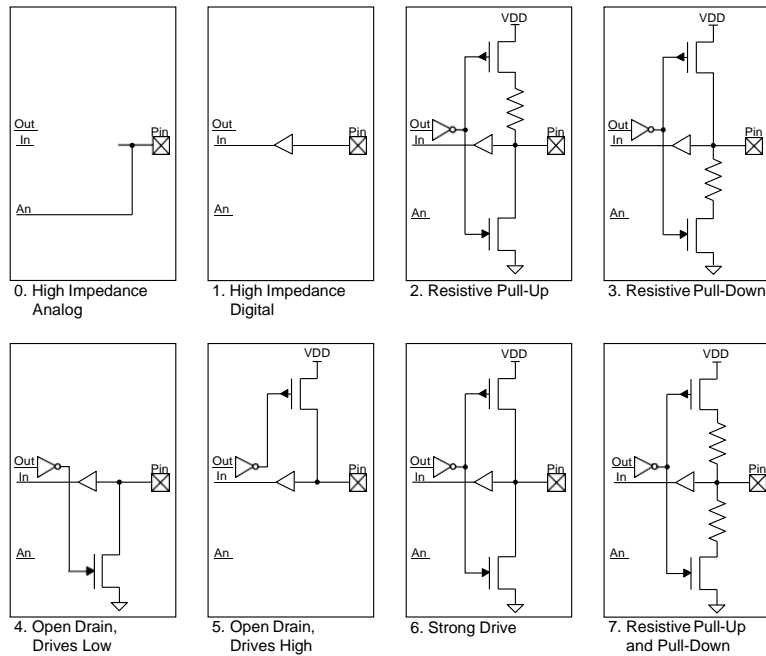 Out
In
Pin
An
0. High Impedance
Analog
Out
In
Pin
An
1. High Impedance
Digital
VDD
Out
In
Pin
An
2. Resistive Pull-Up
VDD
Out
In
Pin
An
3. Resistive Pull-Down
Out
In
Pin
An
4. Open Drain,
Drives Low
VDD
Out
In
Pin
An
5. Open Drain,
Drives High
VDD
Out
In
Pin
An
6. Strong Drive
VDD
Out
In
Pin
An
7. Resistive Pull-Up
and Pull-Down